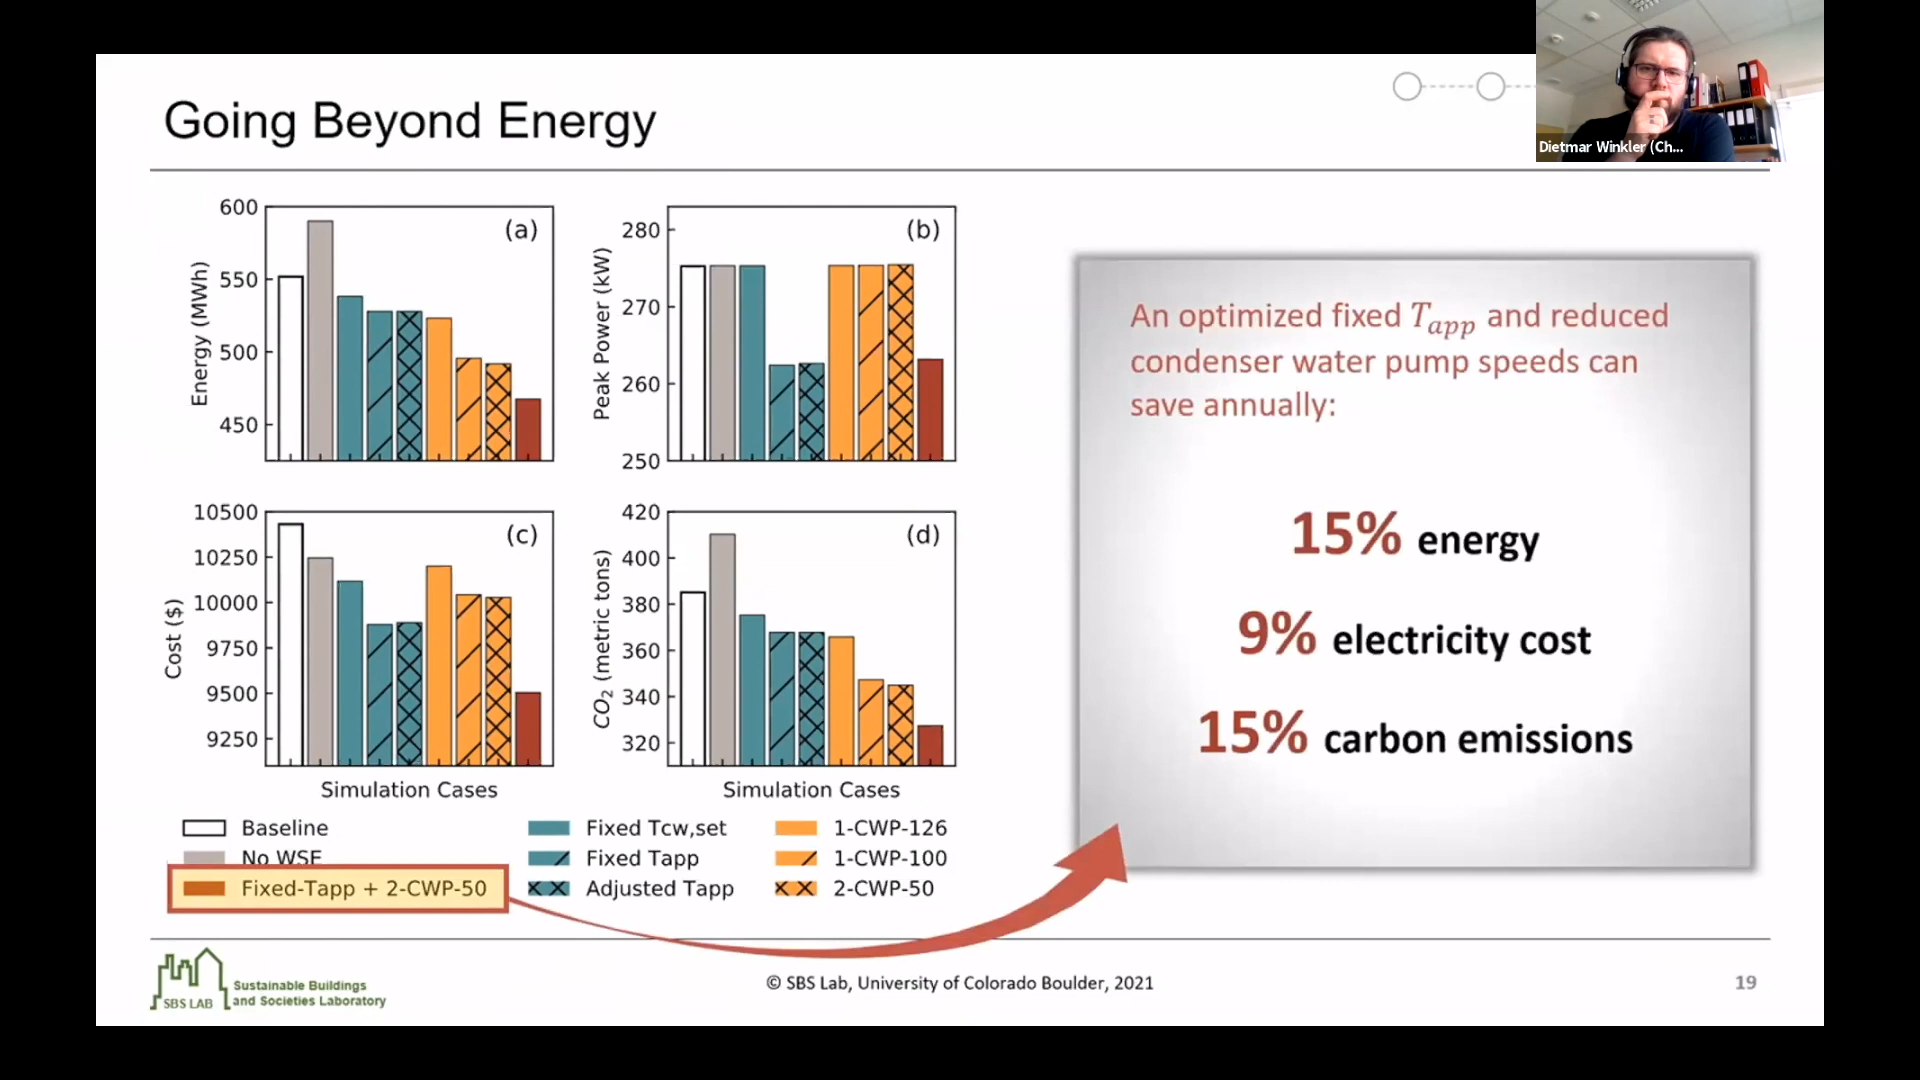 Going Beyond Energy
Dietmar Winkler (Ch...
600
550
500
450
Energy (MWh)
(a)
280
270
260
250
Peak Power (kW)
(b)
10500
10250
10000
9750
9500
9250
Cost ($)
(c)
Simulation Cases
420
400
380
360
340
320
CO2 (metric tons)
(d)
Simulation Cases
Baseline
No WSE
Fixed-Tapp + 2-CWP-50
Fixed Tcw,set
Fixed Tapp
Adjusted Tapp
1-CWP-126
1-CWP-100
2-CWP-50
An optimized fixed Tapp and reduced
condenser water pump speeds can
save annually:
15% energy
9% electricity cost
15% carbon emissions
SBS LAB
Sustainable Buildings
and Societies Laboratory
© SBS Lab, University of Colorado Boulder, 2021
19